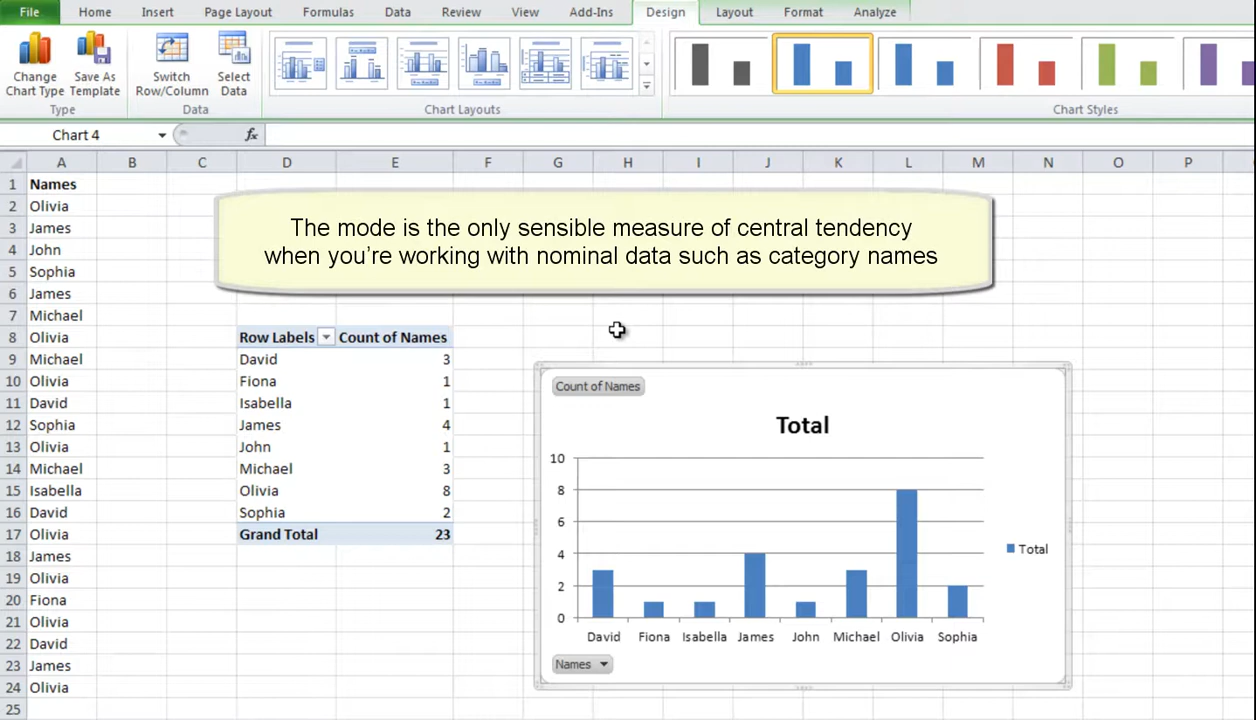 File Home Insert Page Layout Formulas Data Review View Add-Ins Design Layout Format Analyze
Change Chart Type
Save As Template
Switch Row/Column
Select Data
Type Data Chart Layouts Chart Styles
Chart 4 fx
A B C D E F G H I J K L M N O P
1 Names
2 Olivia
3 James
4 John
5 Sophia
6 James
7 Michael
8 Olivia
9 Michael
10 Olivia
11 David
12 Sophia
13 Olivia
14 Michael
15 Isabella
16 David
17 Olivia
18 James
19 Olivia
20 Fiona
21 Olivia
22 David
23 James
24 Olivia
25
The mode is the only sensible measure of central tendency
when you're working with nominal data such as category names
Row Labels Count of Names
David 3
Fiona 1
Isabella 1
James 4
John 1
Michael 3
Olivia 8
Sophia 2
Grand Total 23
Count of Names
Total
10
8
6
4
2
0
David Fiona Isabella James John Michael Olivia Sophia
Total
Names